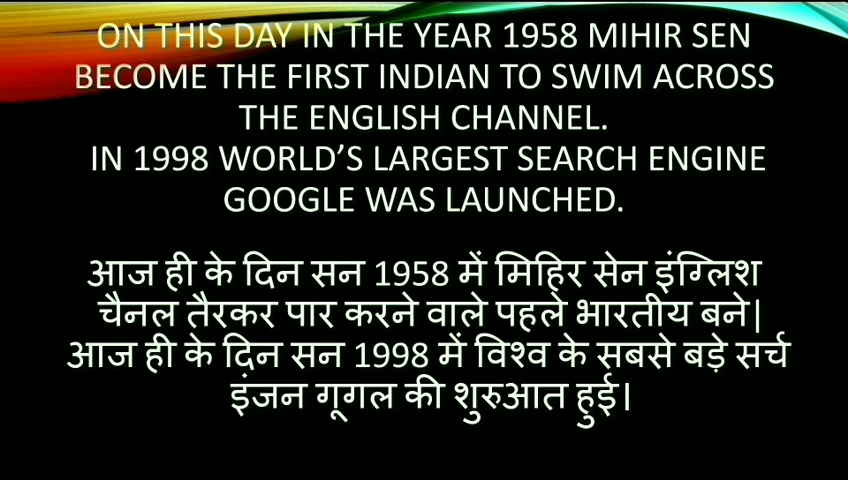 ON THIS DAY IN THE YEAR 1958 MIHIR SEN
BECOME THE FIRST INDIAN TO SWIM ACROSS
THE ENGLISH CHANNEL.
IN 1998 WORLD’S LARGEST SEARCH ENGINE
GOOGLE WAS LAUNCHED.
आज ही के दिन सन 1958 में मिहिर सेन इंग्लिश
चैनल तैरकर पार करने वाले पहले भारतीय बने|
आज ही के दिन सन 1998 में विश्व के सबसे बड़े सर्च
इंजन गूगल की शुरुआत हुई।